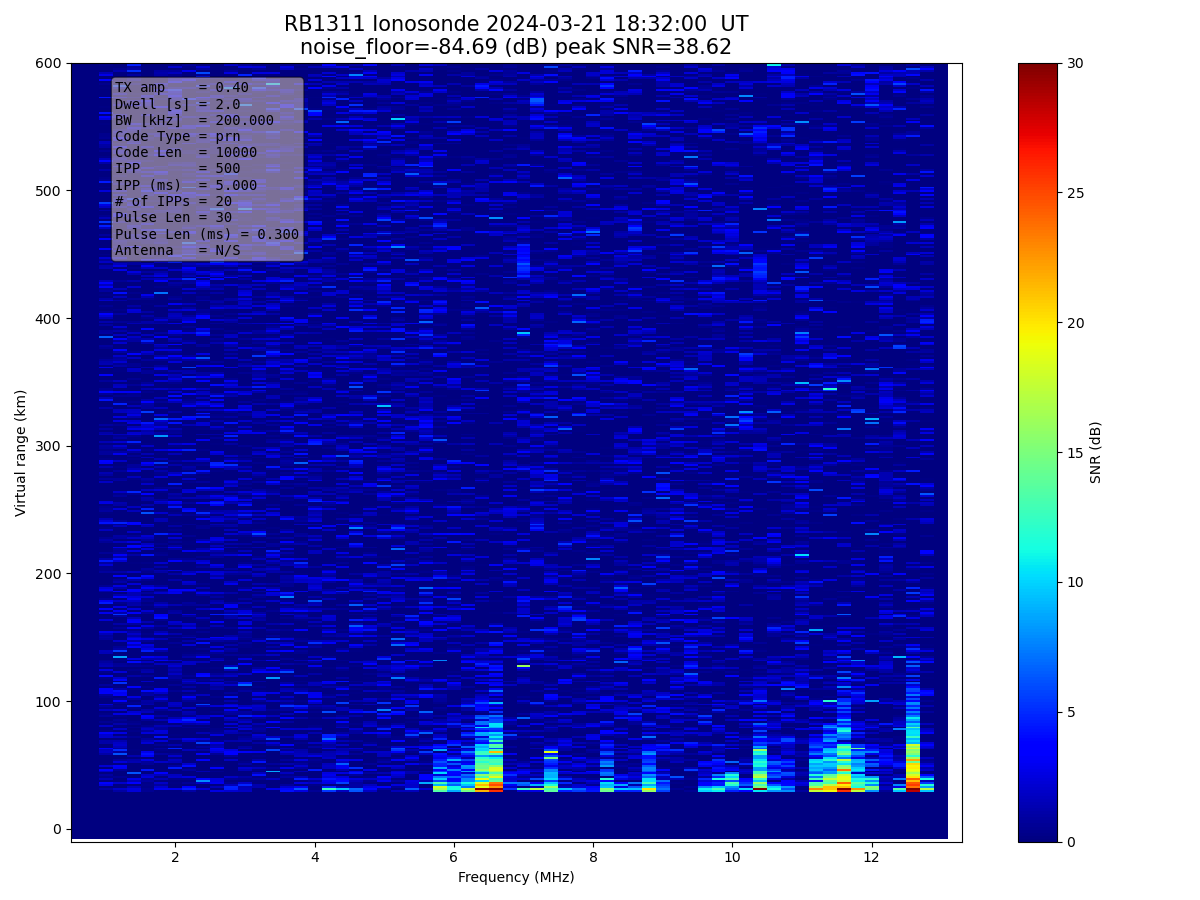 RB1311 Ionosonde 2024-03-21 18:32:00  UT
noise_floor=-84.69 (dB) peak SNR=38.62
TX amp    = 0.40
Dwell [s] = 2.0
BW [kHz]  = 200.000
Code Type = prn
Code Len  = 10000
IPP       = 500
IPP (ms)  = 5.000
# of IPPs = 20
Pulse Len = 30
Pulse Len (ms) = 0.300
Antenna   = N/S
600
500
400
300
200
100
0
Virtual range (km)
2 4 6 8 10 12
Frequency (MHz)
30
25
20
15
10
5
0
SNR (dB)